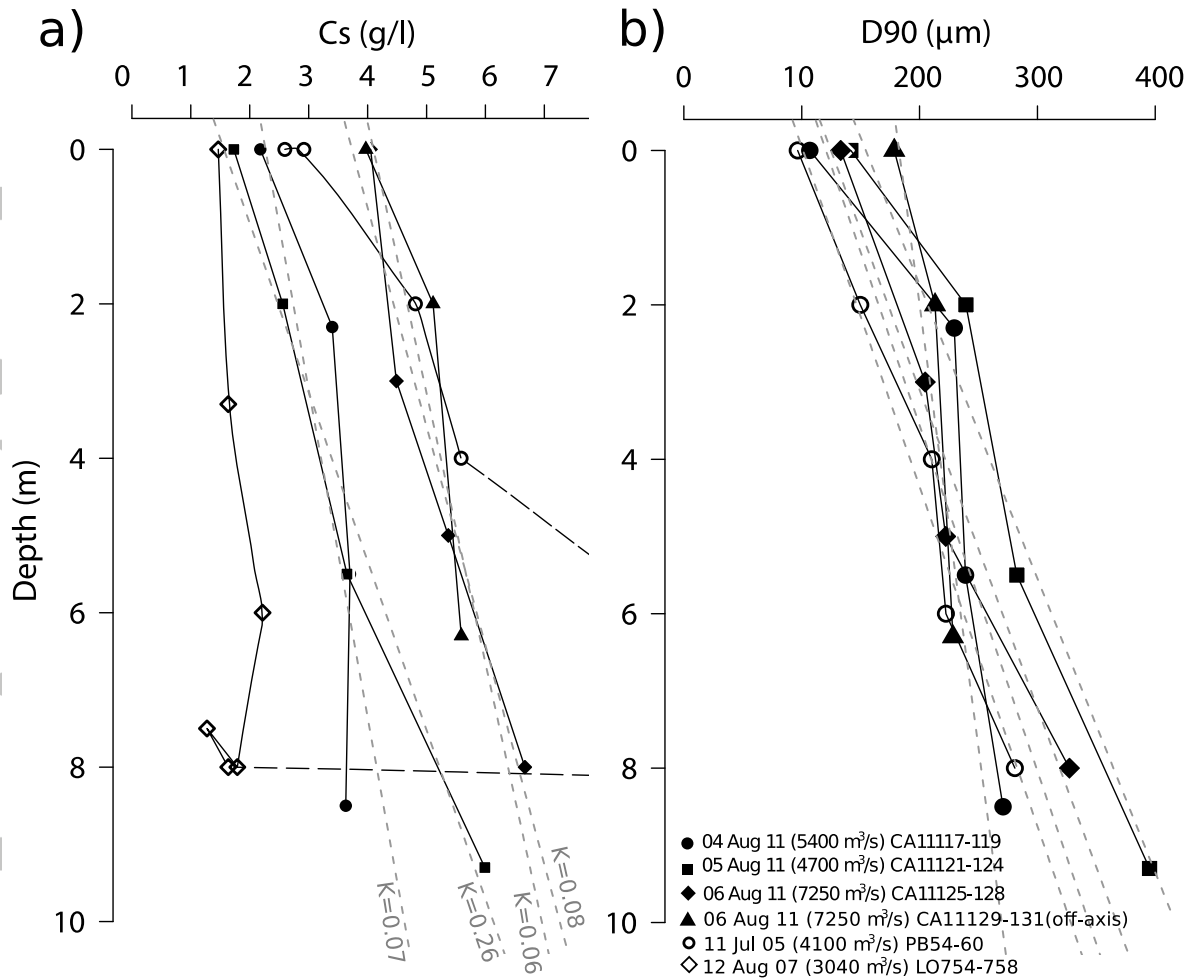 a)
Cs (g/l)
0 1 2 3 4 5 6 7
0
2
4
6
8
10
Depth (m)
K=0.07
K=0.26
K=0.06
K=0.08
b)
D90 (µm)
0 10 200 300 400
0
2
4
6
8
10
04 Aug 11 (5400 m³/s) CA11117-119
05 Aug 11 (4700 m³/s) CA11121-124
06 Aug 11 (7250 m³/s) CA11125-128
06 Aug 11 (7250 m³/s) CA11129-131(off-axis)
11 Jul 05 (4100 m³/s) PB54-60
12 Aug 07 (3040 m³/s) LO754-758